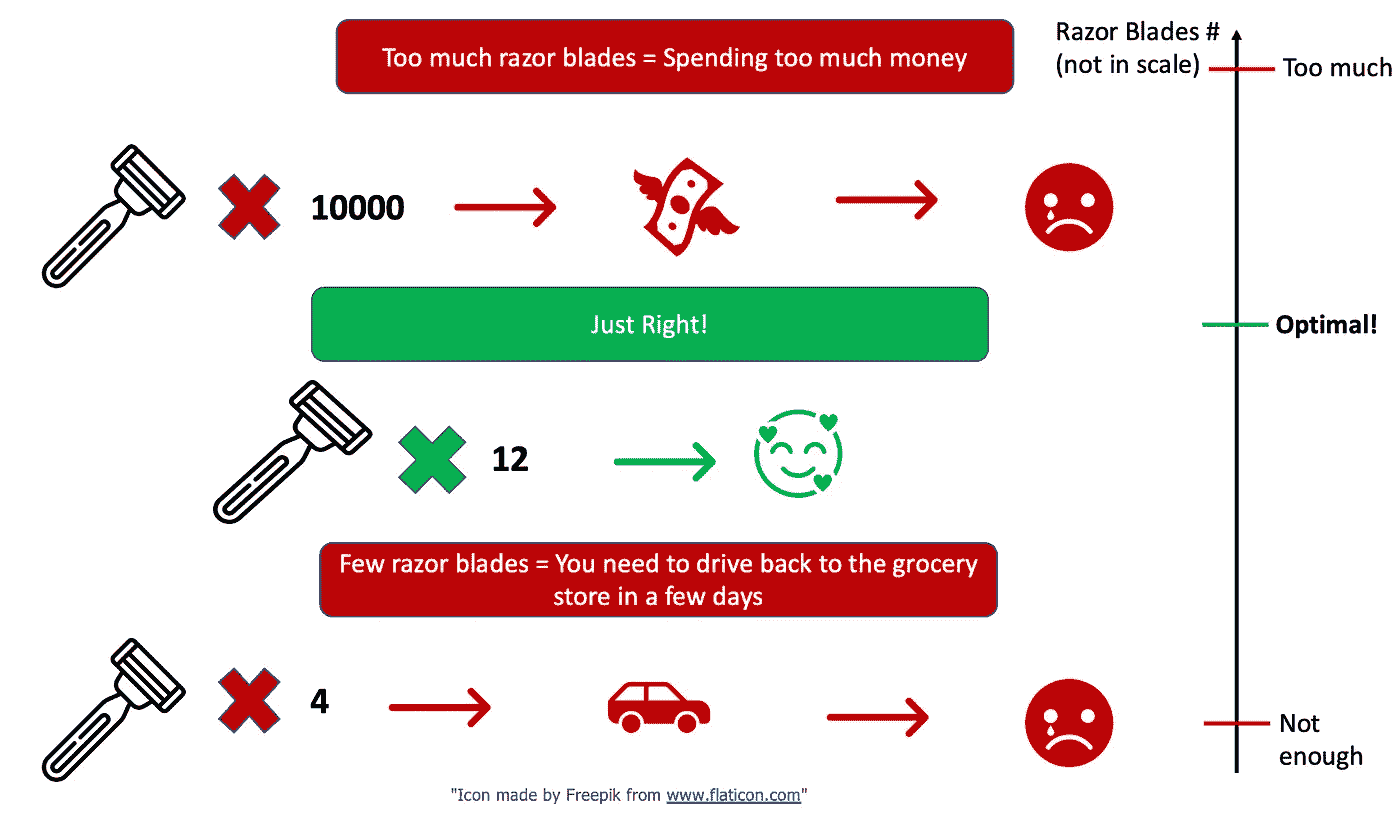 Too much razor blades = Spending too much money
Razor Blades #
(not in scale)
Too much
10000
Just Right!
Optimal!
12
Few razor blades = You need to drive back to the grocery
store in a few days
4
Not
enough
"Icon made by Freepik from www.flaticon.com"